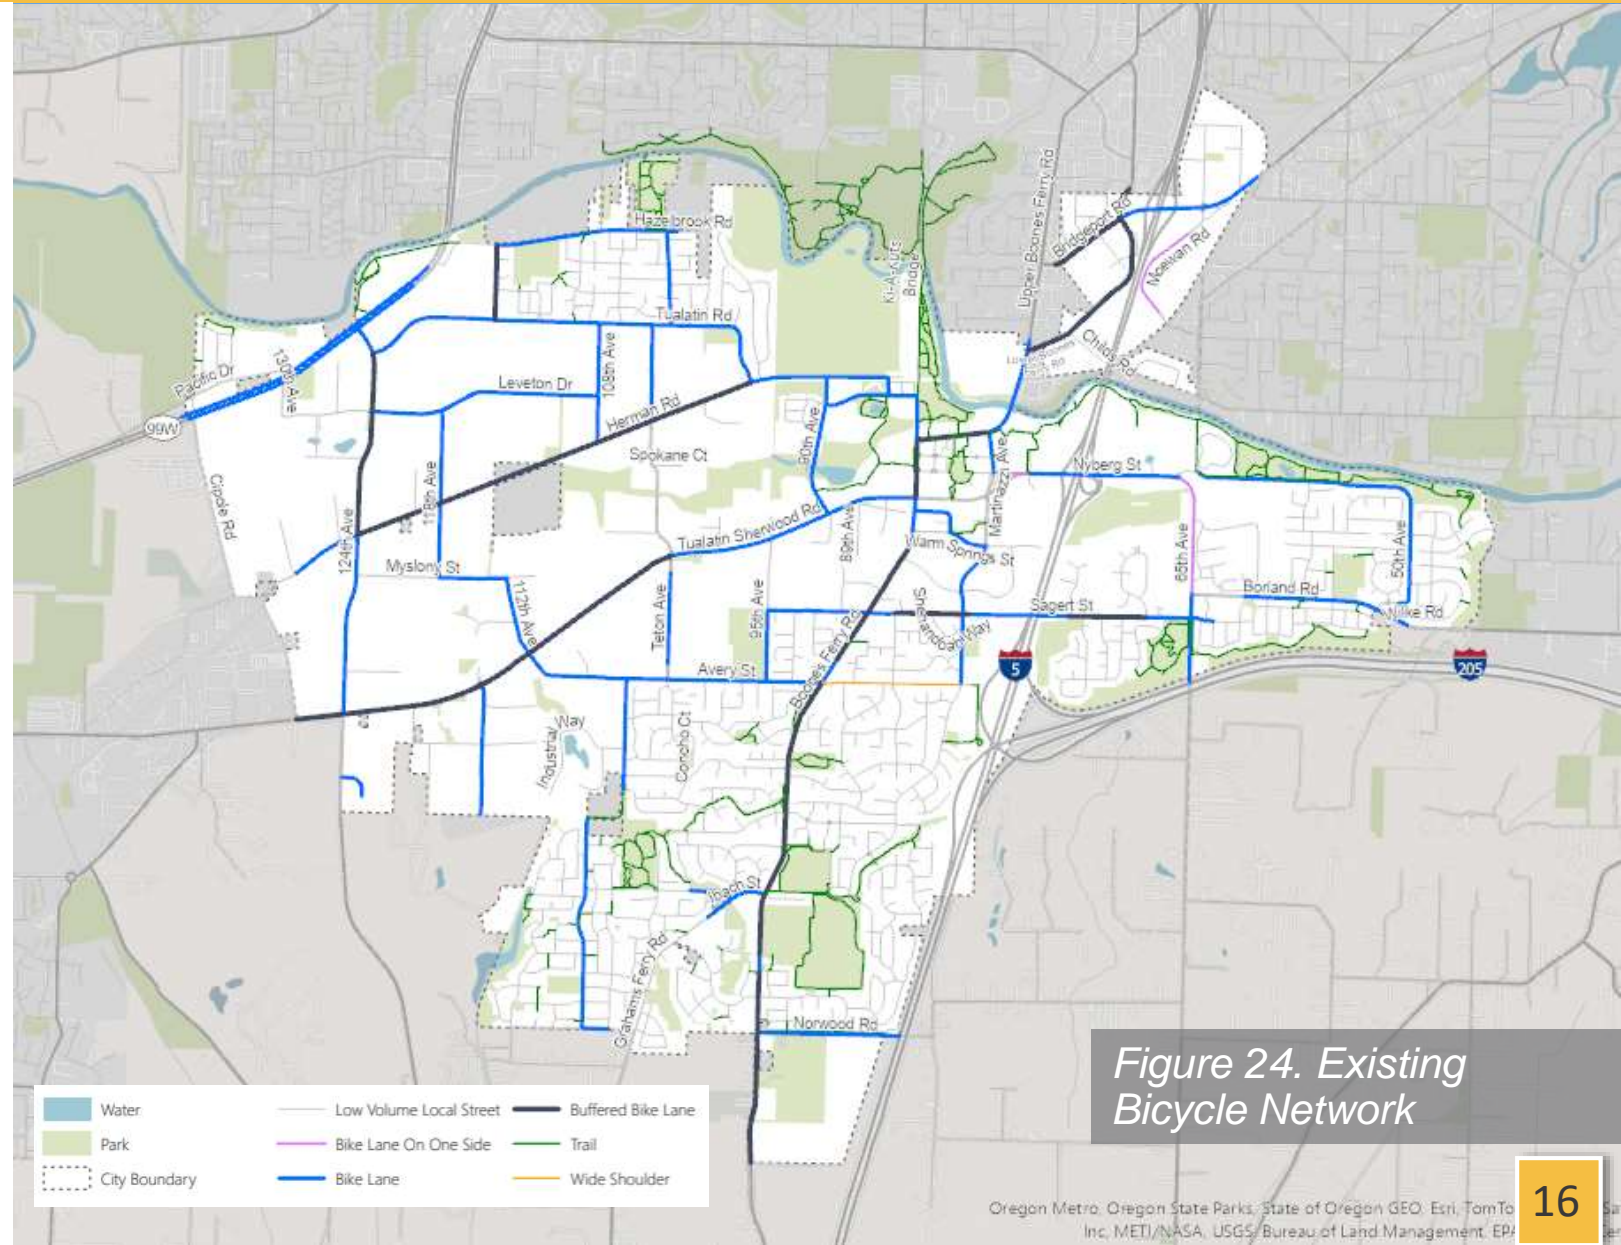 Hazelbrook Rd
Upper Boones Ferry Rd
Bridgeport Rd
Mcewan Rd
Ki-A-Kuts
Bridge
Tualatin Rd
Childs Rd
Pacific Dr
130th Ave
99W
Leveton Dr
108th Ave
Herman Rd
90th Ave
Spokane Ct
Martinazzi Ave
Nyberg St
Cipole Rd
118th Ave
124th Ave
Tualatin Sherwood Rd
89th Ave
Warm Springs St
65th Ave
50th Ave
Myslony St
112th Ave
Teton Ave
95th Ave
Shenandoah Way
Sagert St
Borland Rd
Wilke Rd
Boones Ferry Rd
Avery St
5
205
Industrial Way
Conoho Ct
Ibach St
Grahams Ferry Rd
Norwood Rd
Figure 24. Existing
Bicycle Network
Water
Low Volume Local Street
Buffered Bike Lane
Park
Bike Lane On One Side
Trail
City Boundary
Bike Lane
Wide Shoulder
16
Oregon Metro, Oregon State Parks, State of Oregon GEO, Esri, TomTo
Inc, METI/NASA, USGS, Bureau of Land Management, EPA